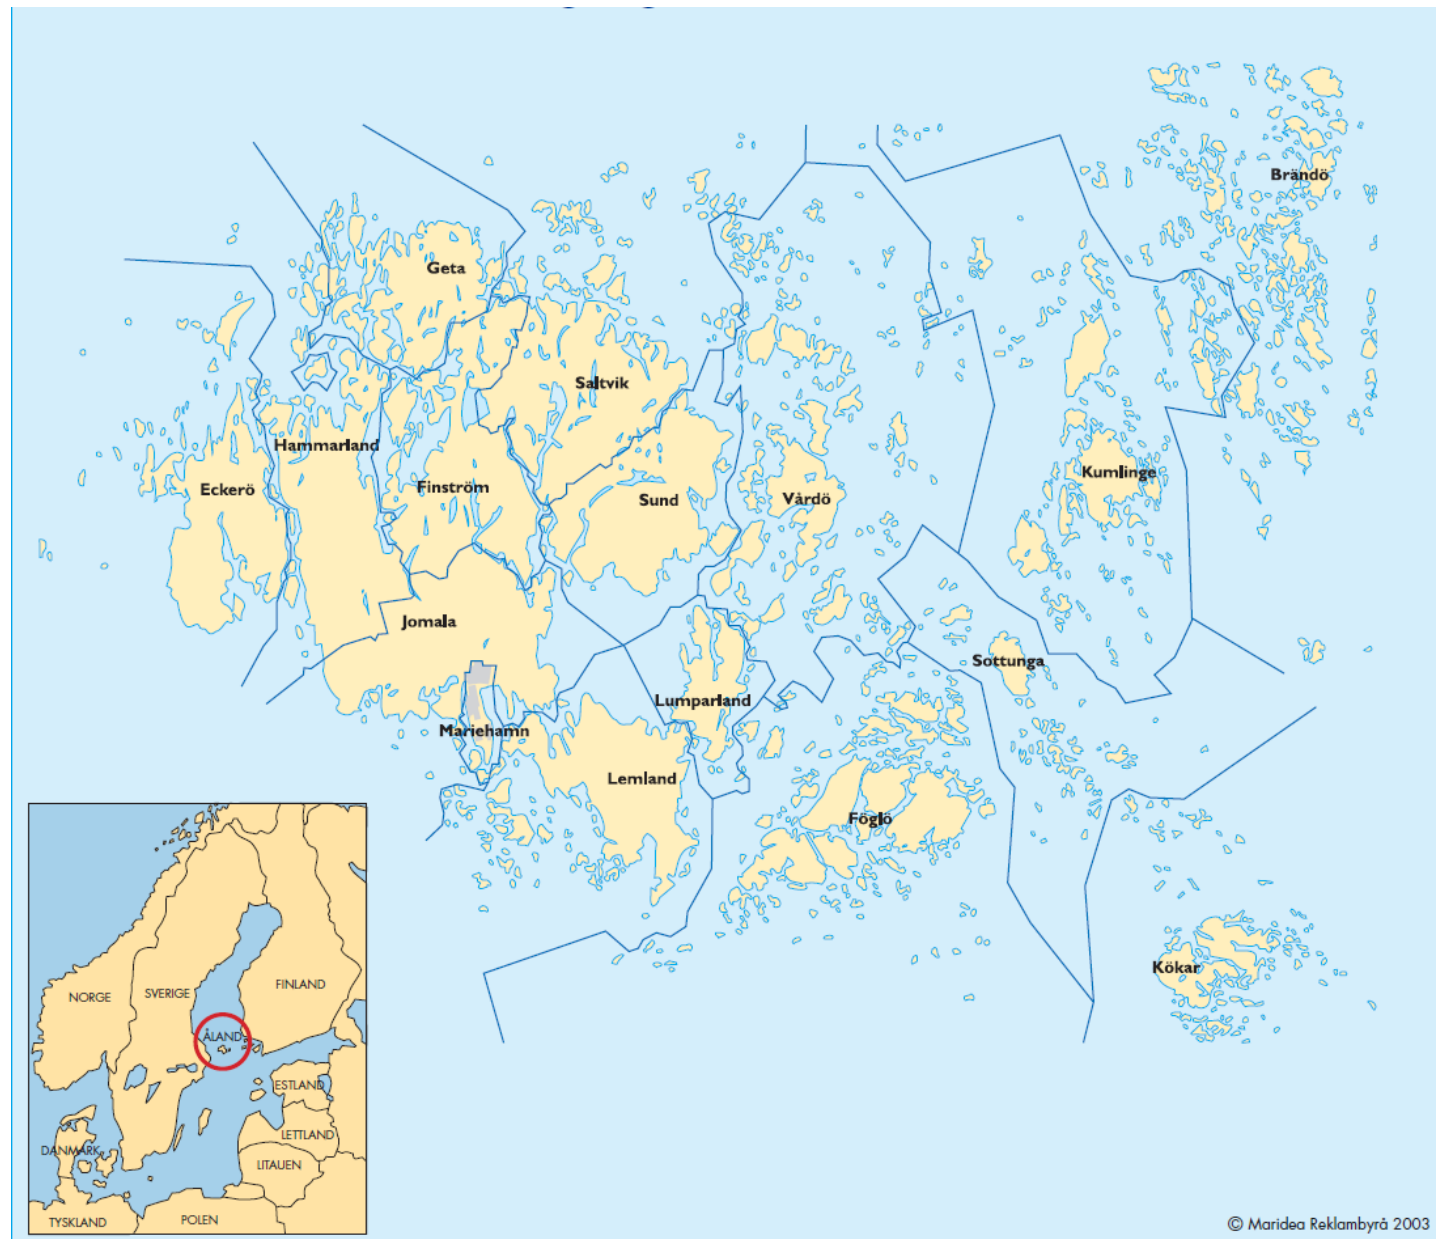 Brändö
Geta
Saltvik
Hammarland
Kumlinge
Finström
Eckerö
Sund
Vårdö
Jomala
Sottunga
Lumparland
Mariehamn
Lemland
Föglö
Kökar
NORGE
SVERIGE
FINLAND
ÅLAND
ESTLAND
LETTLAND
DANMARK
LITAUEN
TYSKLAND
POLEN
© Maridea Reklambyrå 2003